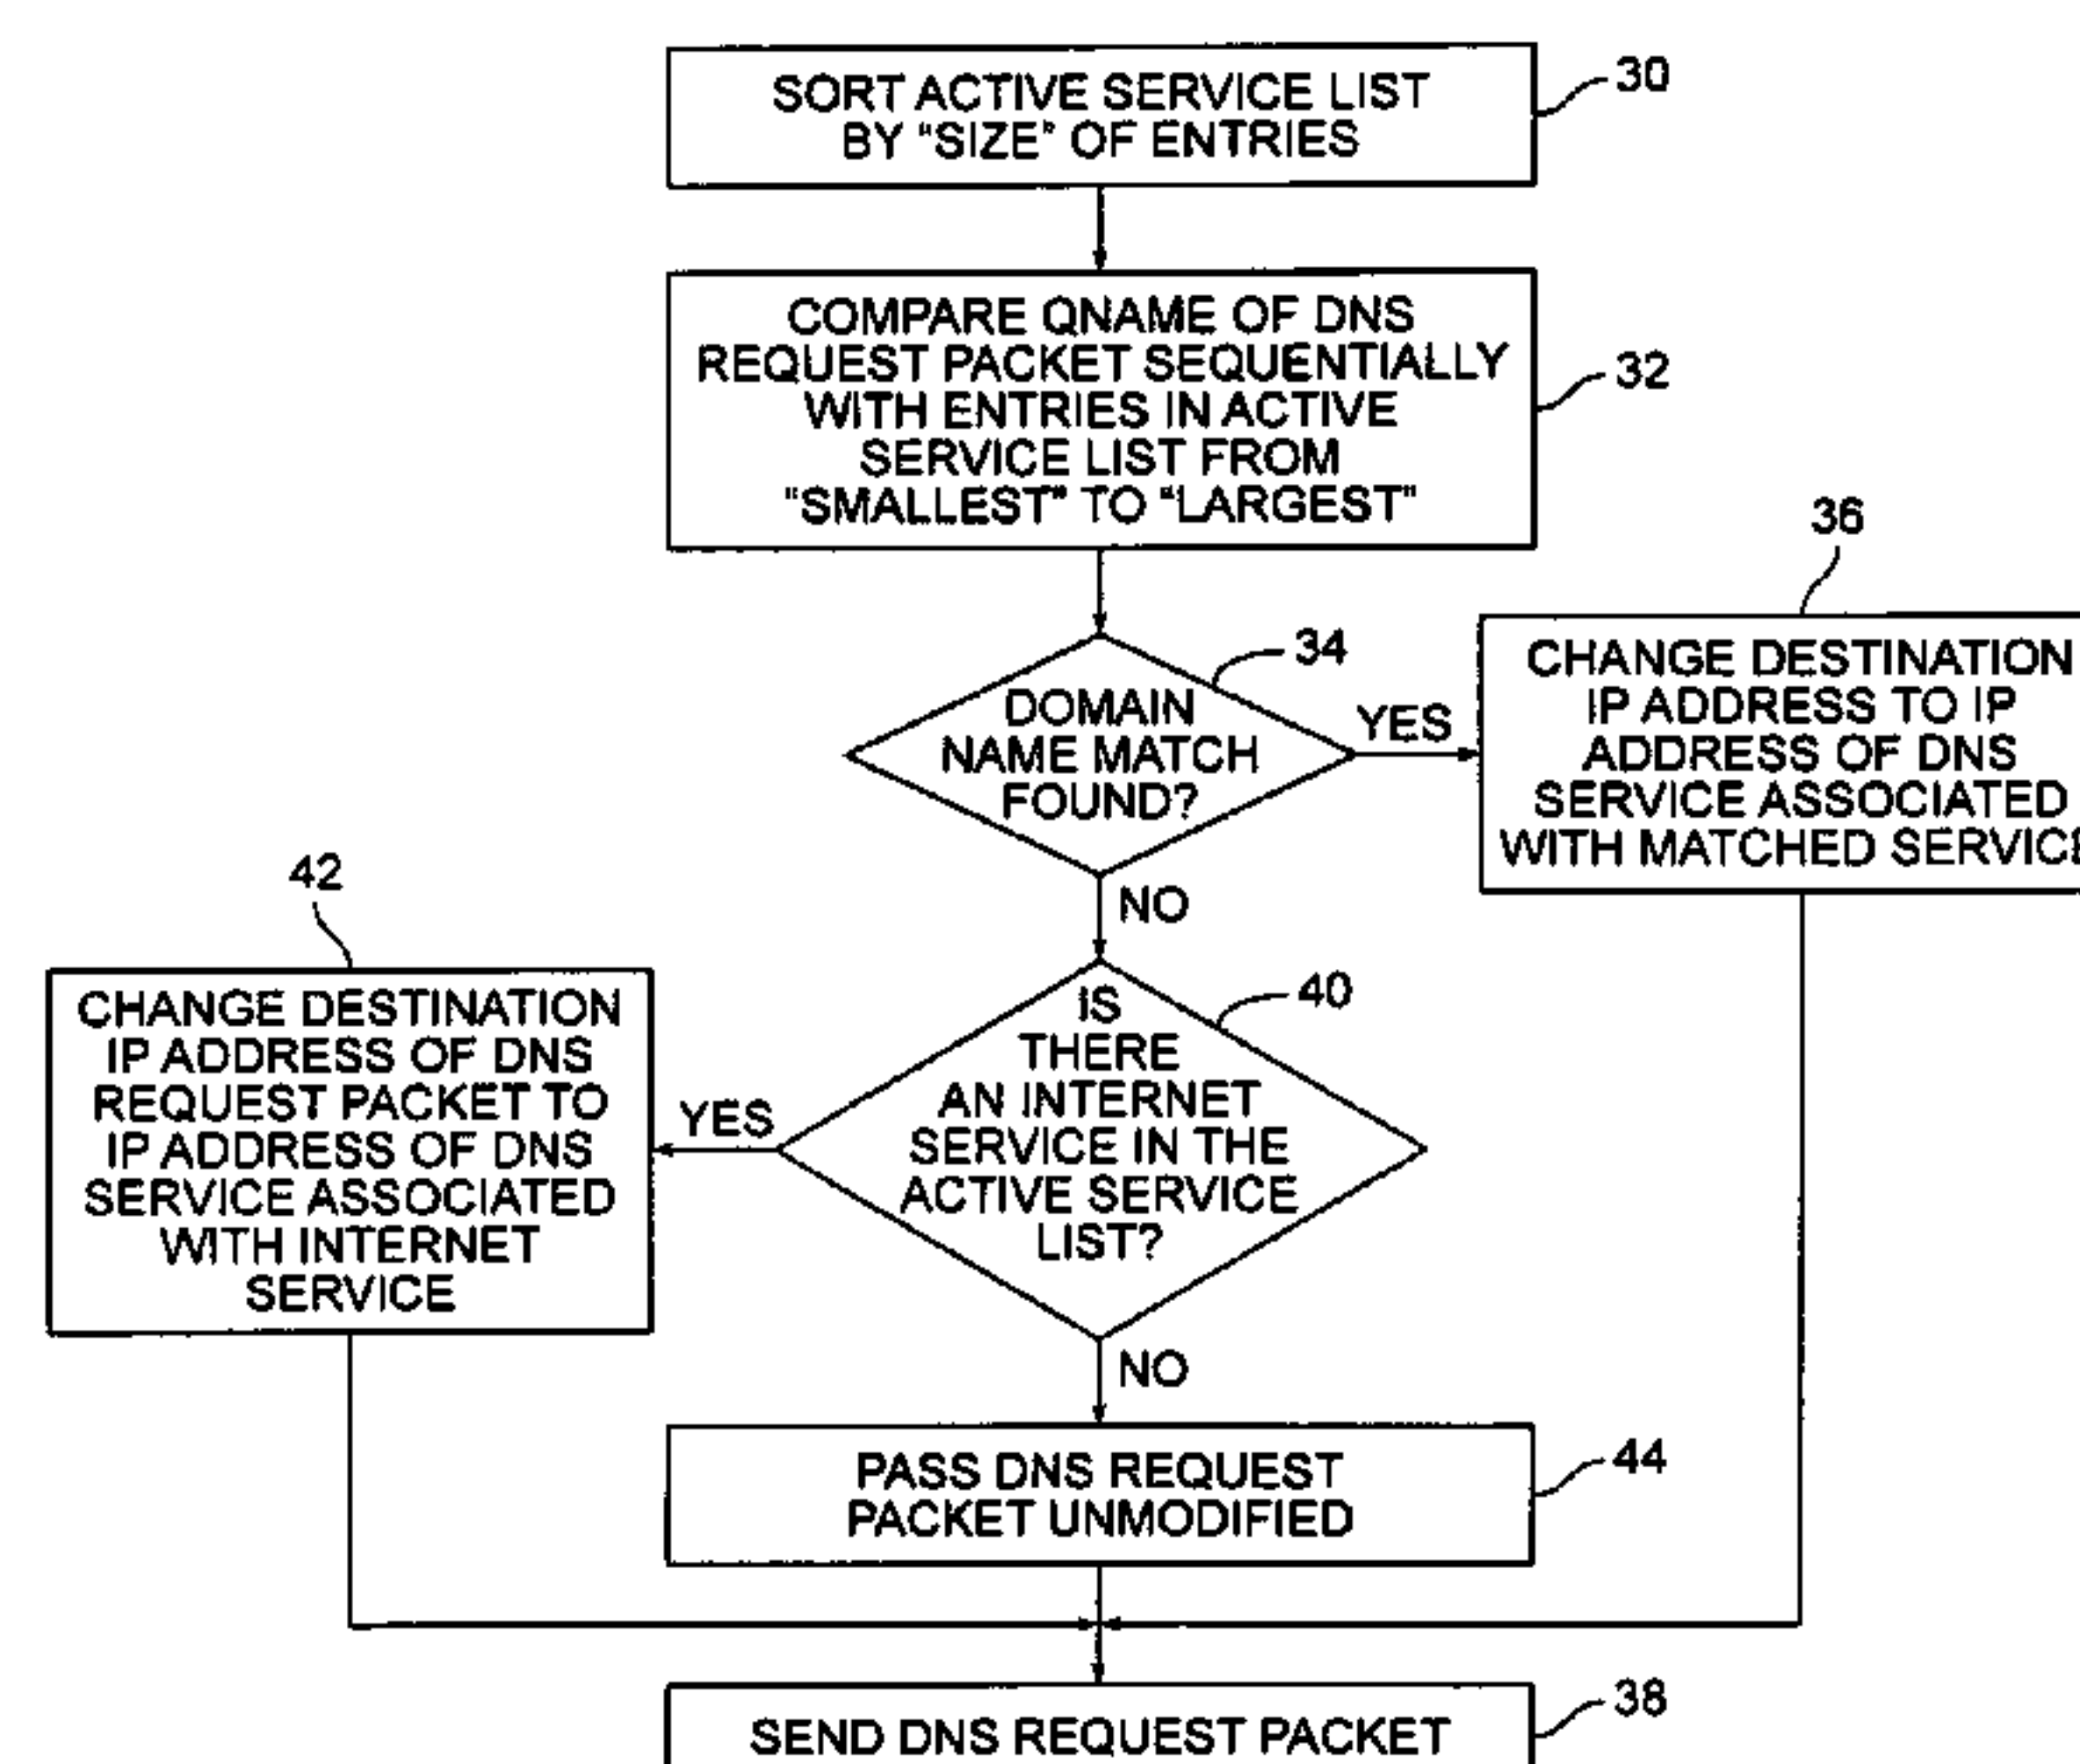 SORT ACTIVE SERVICE LIST
BY "SIZE" OF ENTRIES
30
COMPARE QNAME OF DNS
REQUEST PACKET SEQUENTIALLY
WITH ENTRIES IN ACTIVE
SERVICE LIST FROM
"SMALLEST" TO "LARGEST"
32
34
DOMAIN
NAME MATCH
FOUND?
YES
36
CHANGE DESTINATION
IP ADDRESS TO IP
ADDRESS OF DNS
SERVICE ASSOCIATED
WITH MATCHED SERVICE
NO
40
IS
THERE
AN INTERNET
SERVICE IN THE
ACTIVE SERVICE
LIST?
YES
42
CHANGE DESTINATION
IP ADDRESS OF DNS
REQUEST PACKET TO
IP ADDRESS OF DNS
SERVICE ASSOCIATED
WITH INTERNET
SERVICE
NO
PASS DNS REQUEST
PACKET UNMODIFIED
44
SEND DNS REQUEST PACKET
38